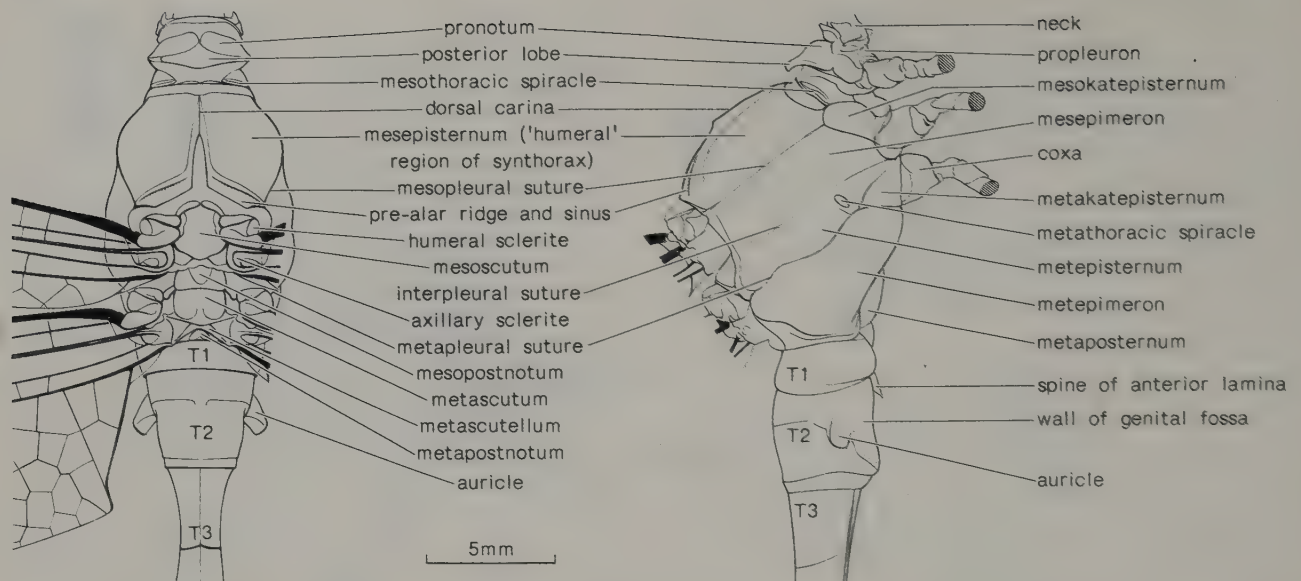 pronotum
posterior lobe
mesothoracic spiracle
dorsal carina
mesepisternum ('humeral'
region of synthorax)
mesopleural suture
pre-alar ridge and sinus
humeral sclerite
mesoscutum
interpleural suture
axillary sclerite
metapleural suture
mesopostnotum
metascutum
metascutellum
metapostnotum
auricle
T1
T2
T3
5mm
neck
propleuron
mesokatepisternum
mesepimeron
coxa
metakatepisternum
metathoracic spiracle
metepisternum
metepimeron
metaposternum
spine of anterior lamina
wall of genital fossa
auricle
T1
T2
T3